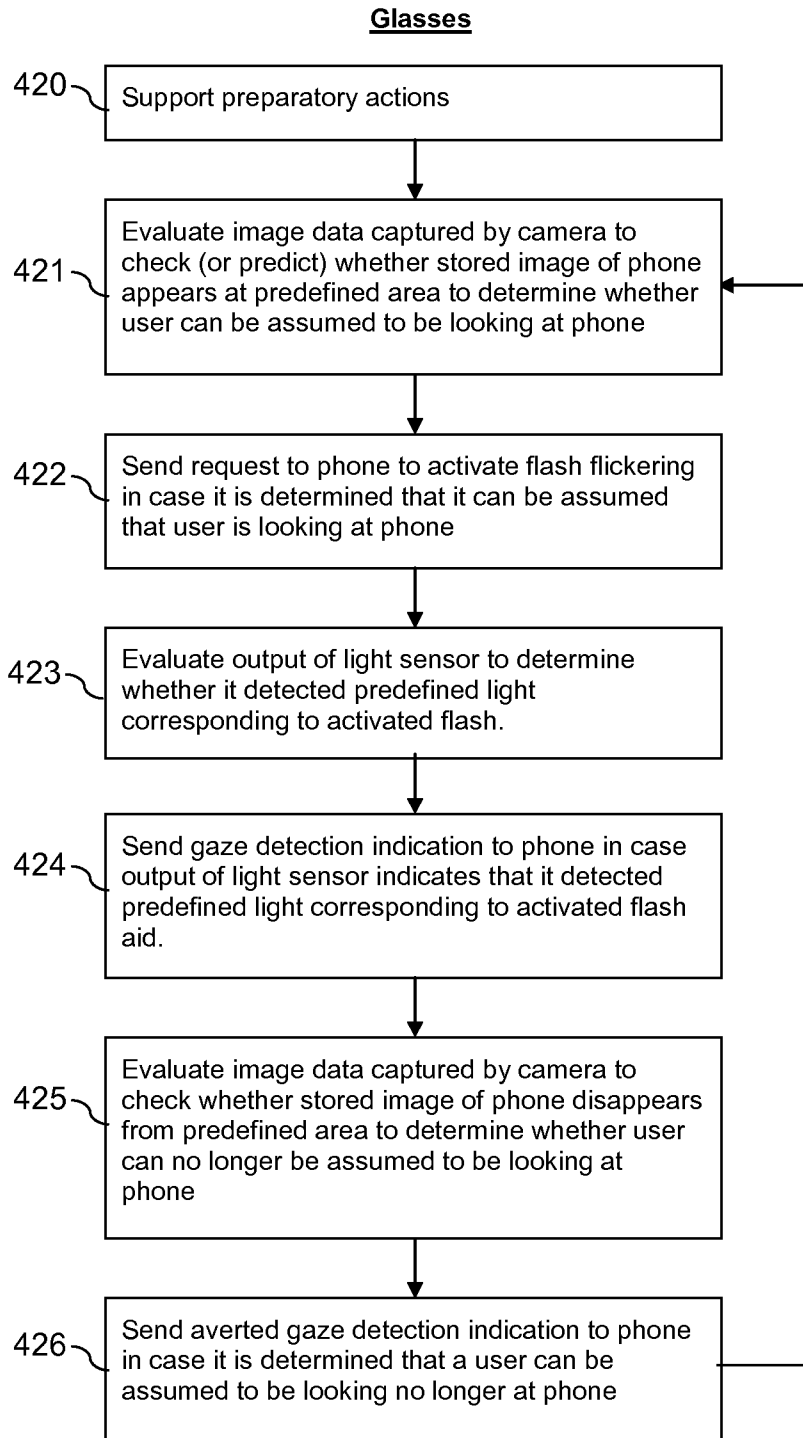 Glasses
420
Support preparatory actions
421
Evaluate image data captured by camera to
check (or predict) whether stored image of phone
appears at predefined area to determine whether
user can be assumed to be looking at phone
422
Send request to phone to activate flash flickering
in case it is determined that it can be assumed
that user is looking at phone
423
Evaluate output of light sensor to determine
whether it detected predefined light
corresponding to activated flash.
424
Send gaze detection indication to phone in case
output of light sensor indicates that it detected
predefined light corresponding to activated flash
aid.
425
Evaluate image data captured by camera to
check whether stored image of phone disappears
from predefined area to determine whether user
can no longer be assumed to be looking at
phone
426
Send averted gaze detection indication to phone
in case it is determined that a user can be
assumed to be looking no longer at phone